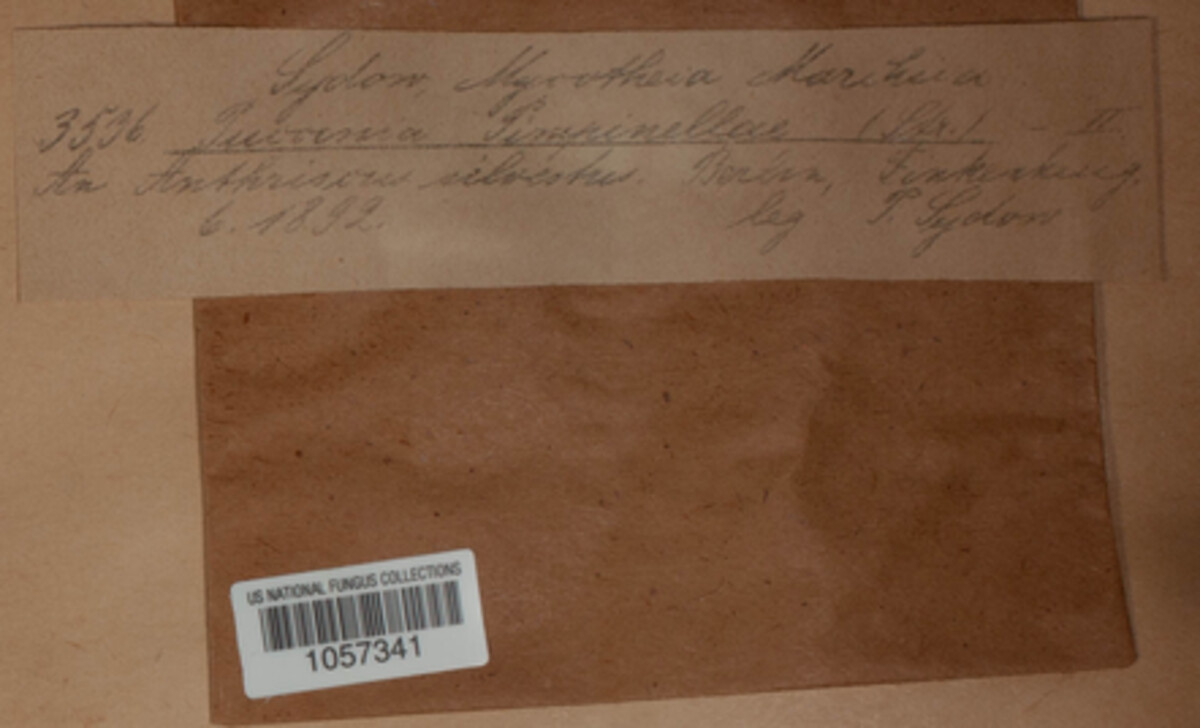 Sydow, Mycotheca Marchica
3596 Puccinia Pimpinellae (Str.) - II.
An Anthriscus silvestris. Berlin, Finkenkrug.
6. 1892. leg P. Sydow
US NATIONAL FUNGUS COLLECTIONS
1057341